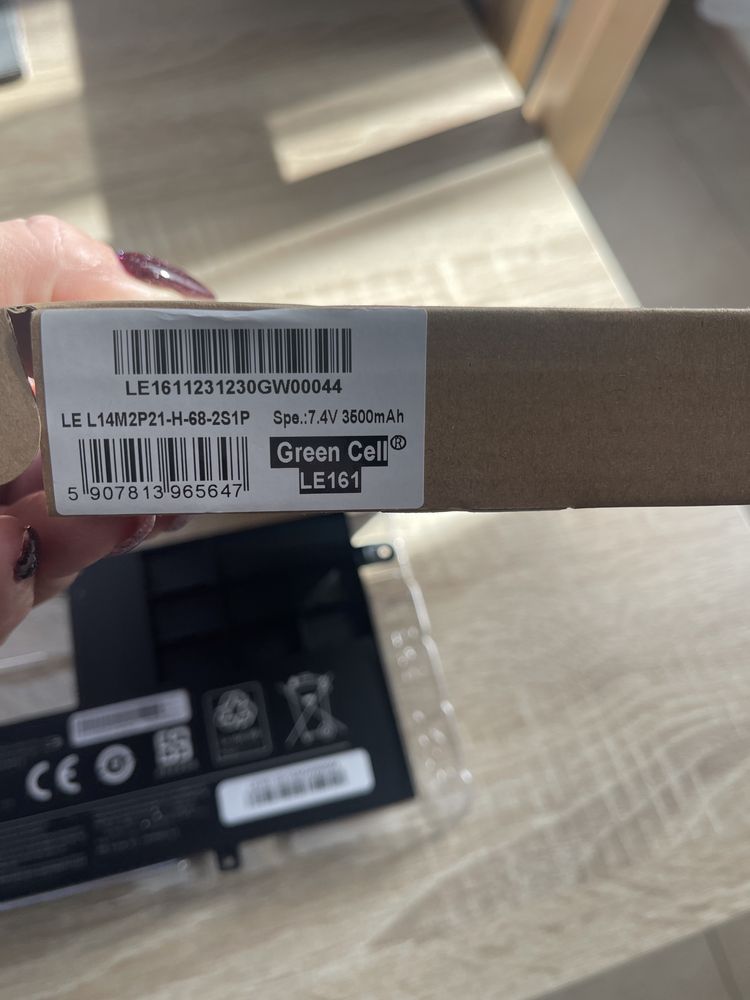 LE1611231230GW00044
LE L14M2P21-H-68-2S1P Spe.:7.4V 3500mAh
Green Cell®
LE161
5 907813 965647
CE